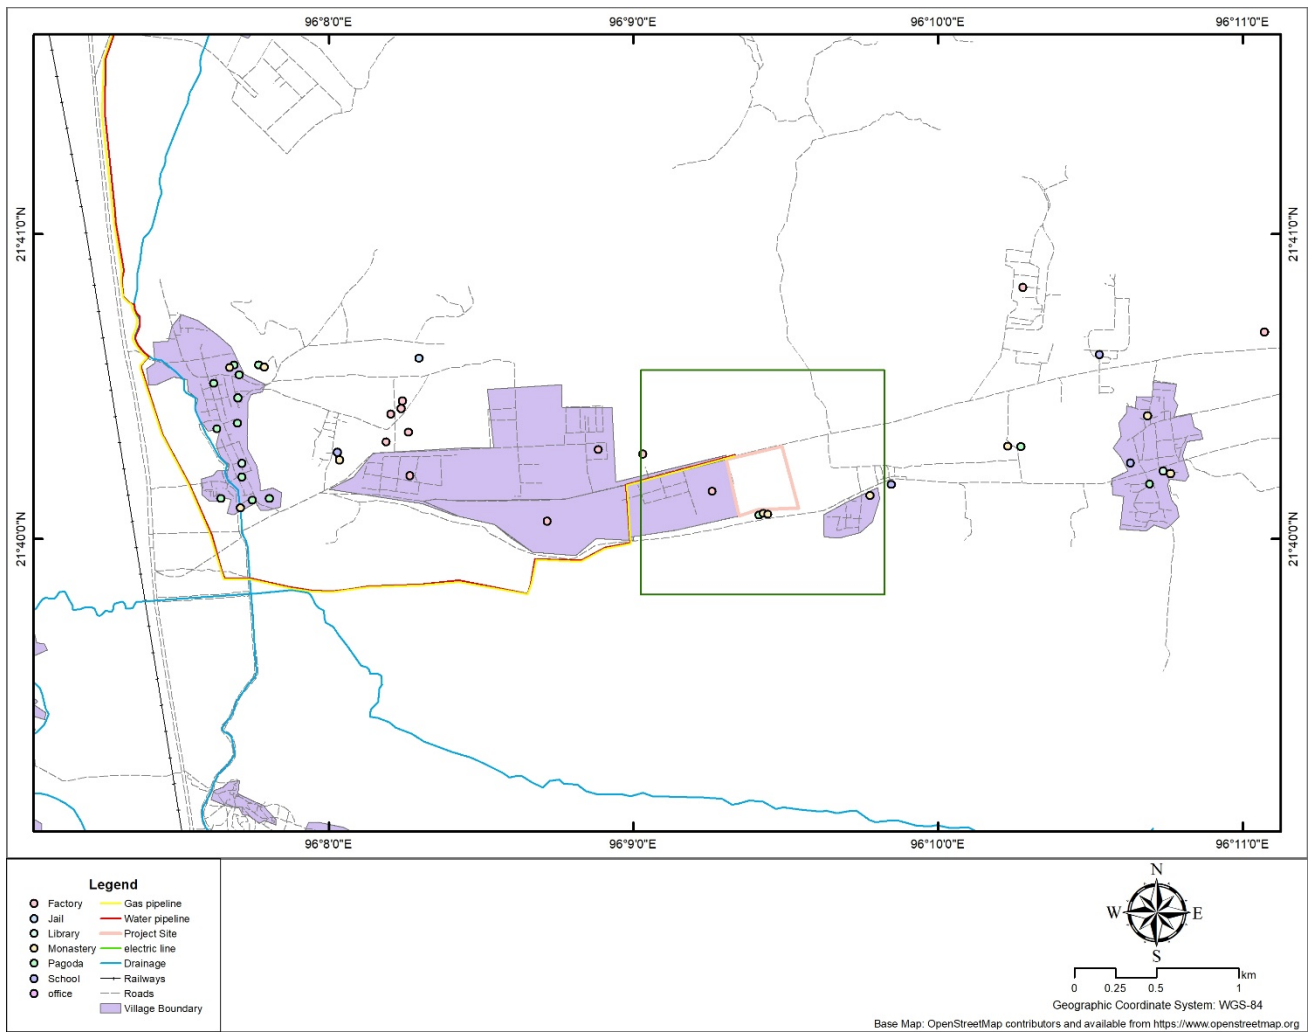 96°8'0"E 96°9'0"E 96°10'0"E 96°11'0"E
21°41'0"N 21°41'0"N
21°40'0"N 21°40'0"N
96°8'0"E 96°9'0"E 96°10'0"E 96°11'0"E
Legend
Factory Gas pipeline
Jail Water pipeline
Library Project Site
Monastery electric line
Pagoda Drainage
School Railways
office Roads
Village Boundary
N
W E
S
km
0 0.25 0.5 1
Geographic Coordinate System: WGS-84
Base Map: OpenStreetMap contributors and available from https://www.openstreetmap.org